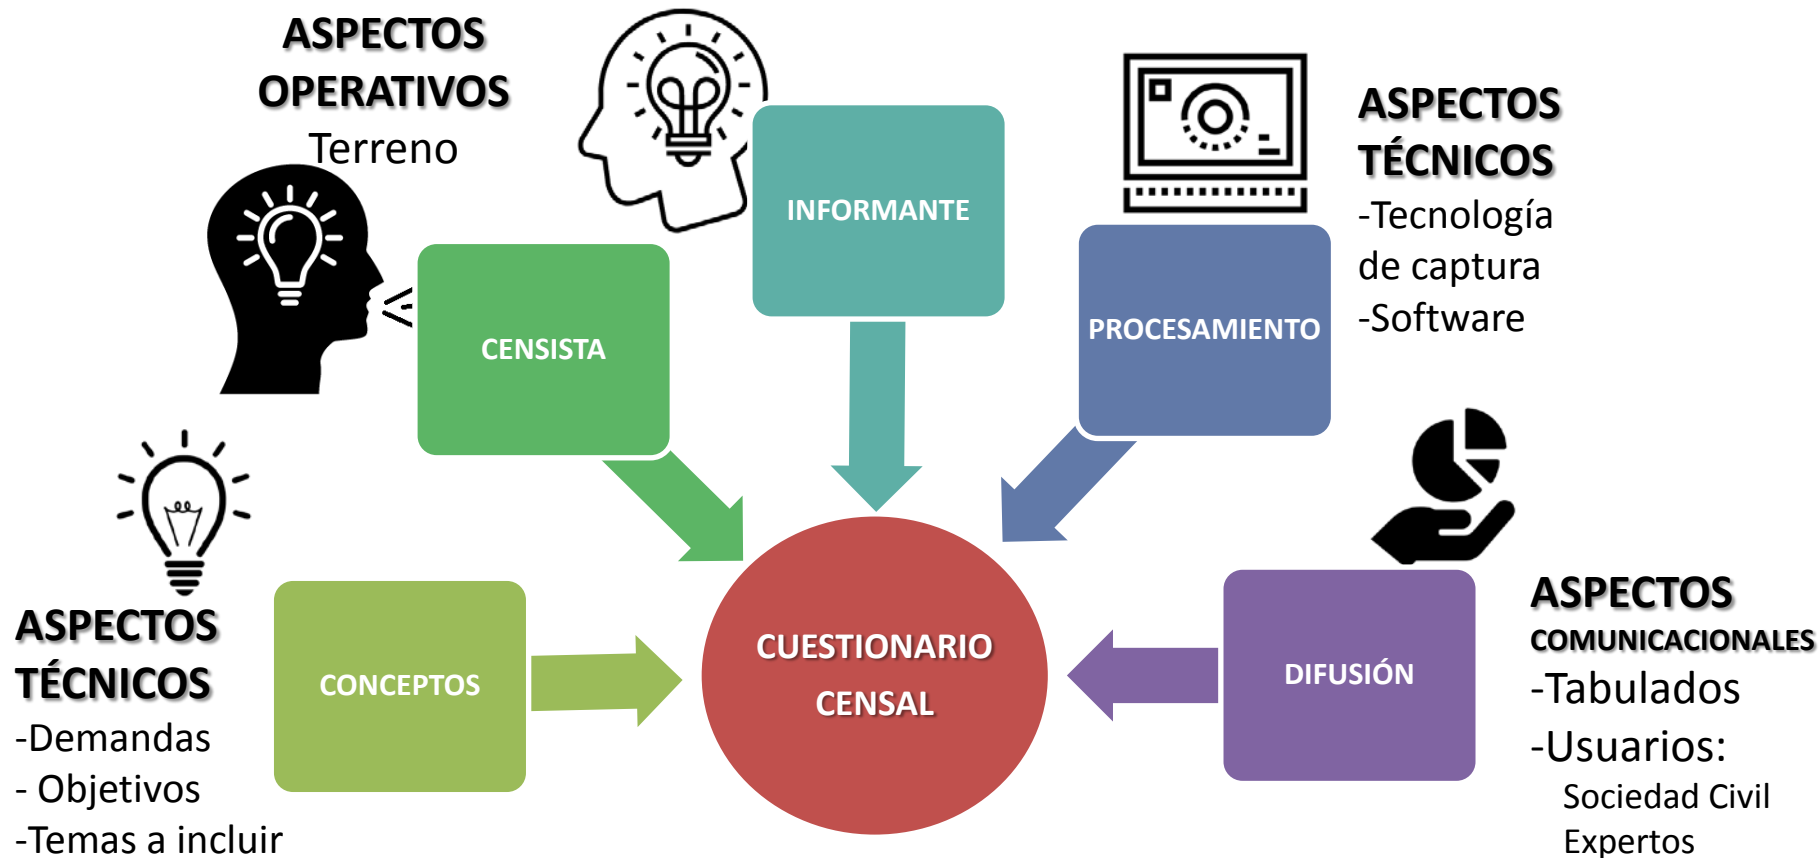 ASPECTOS
OPERATIVOS
Terreno
INFORMANTE
ASPECTOS
TÉCNICOS
-Tecnología
de captura
-Software
PROCESAMIENTO
CENSISTA
ASPECTOS
TÉCNICOS
-Demandas
- Objetivos
-Temas a incluir
CONCEPTOS
CUESTIONARIO
CENSAL
DIFUSIÓN
ASPECTOS
COMUNICACIONALES
-Tabulados
-Usuarios:
Sociedad Civil
Expertos